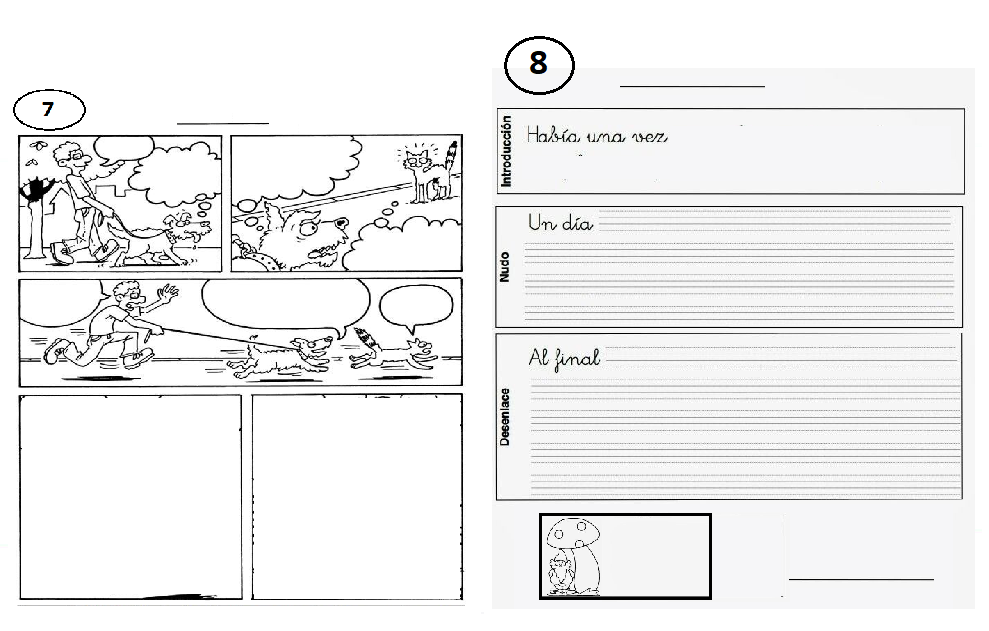 7
8
Introducción
Había una vez
Nudo
Un día
Desenlace
Al final